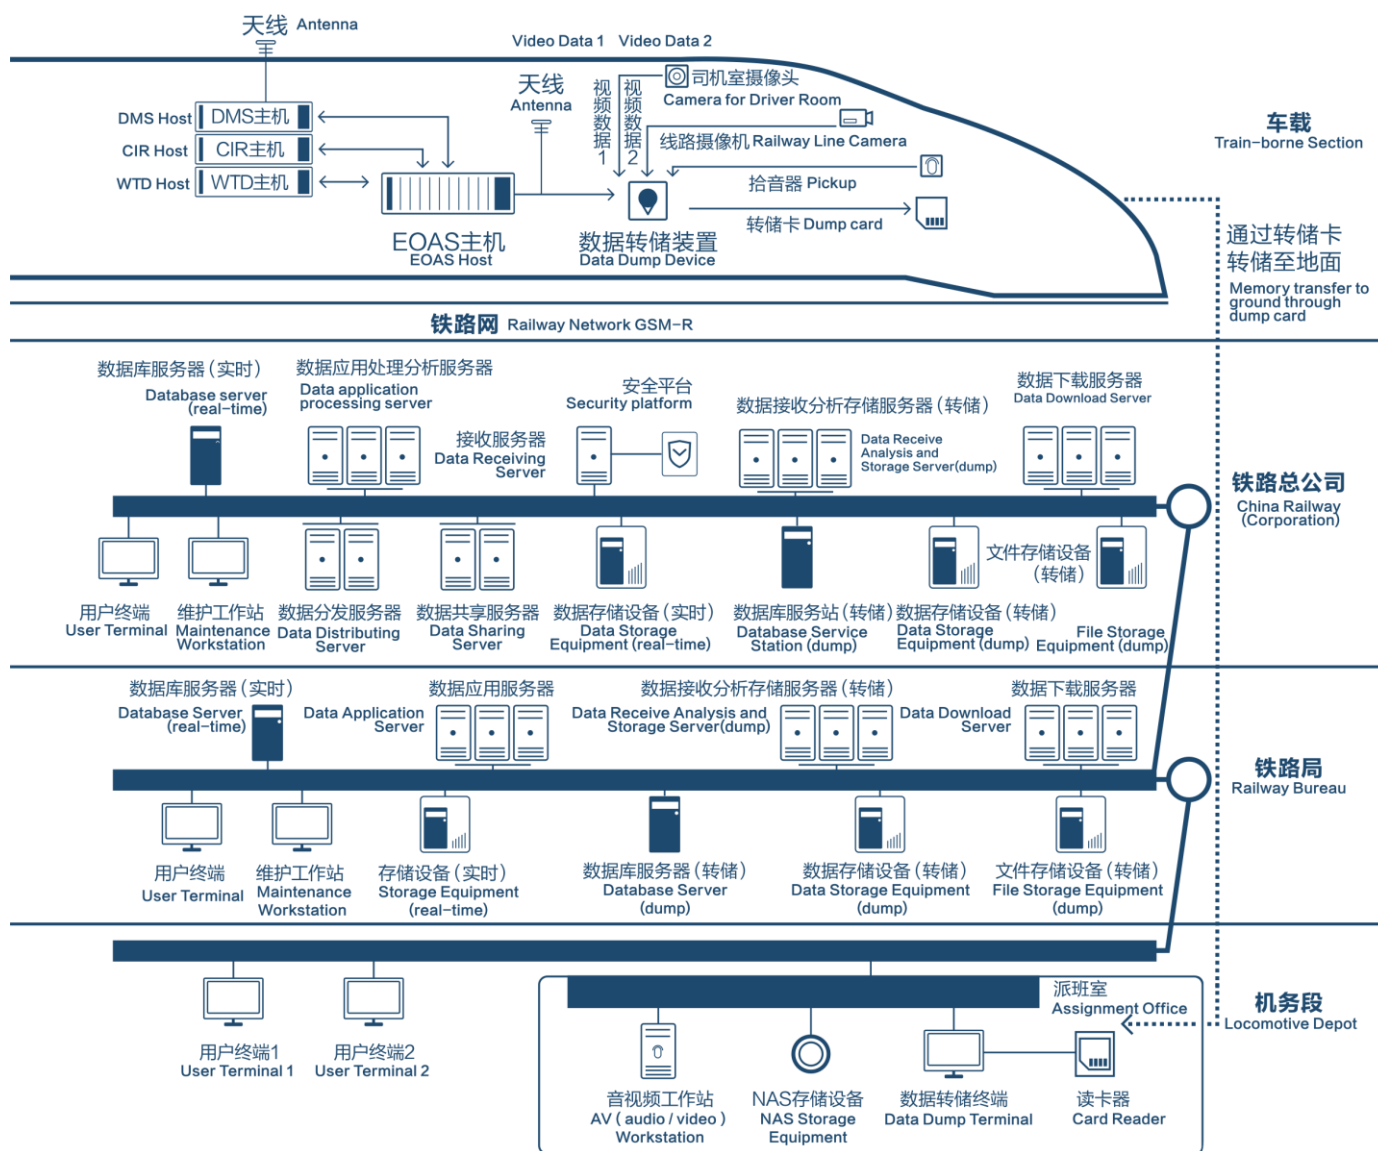 天线 Antenna
Video Data 1 Video Data 2
天线
Antenna
视频数据1
视频数据2
司机室摄像头
Camera for Driver Room
DMS Host
DMS主机
CIR Host
CIR主机
WTD Host
WTD主机
线路摄像机 Railway Line Camera
拾音器 Pickup
转储卡 Dump card
EOAS主机
EOAS Host
数据转储装置
Data Dump Device
车载
Train-borne Section
通过转储卡
转储至地面
Memory transfer to
ground through
dump card
铁路网 Railway Network GSM-R
数据库服务器（实时）
Database server
(real-time)
数据应用处理分析服务器
Data application
processing server
接收服务器
Data Receiving
Server
安全平台
Security platform
数据接收分析存储服务器（转储）
Data Receive
Analysis and
Storage Server(dump)
数据下载服务器
Data Download Server
铁路总公司
China Railway
(Corporation)
用户终端
User Terminal
维护工作站
Maintenance
Workstation
数据分发服务器
Data Distributing
Server
数据共享服务器
Data Sharing
Server
数据存储设备（实时）
Data Storage
Equipment (real-time)
数据库服务站（转储）
Database Service
Station (dump)
数据存储设备（转储）
Data Storage
Equipment (dump)
文件存储设备
（转储）
File Storage
Equipment (dump)
数据库服务器（实时）
Database Server
(real-time)
数据应用服务器
Data Application
Server
数据接收分析存储服务器（转储）
Data Receive Analysis and
Storage Server(dump)
数据下载服务器
Data Download
Server
铁路局
Railway Bureau
用户终端
User Terminal
维护工作站
Maintenance
Workstation
存储设备（实时）
Storage Equipment
(real-time)
数据库服务器（转储）
Database Server
(dump)
数据存储设备（转储）
Data Storage Equipment
(dump)
文件存储设备（转储）
File Storage Equipment
(dump)
派班室
Assignment Office
机务段
Locomotive Depot
用户终端1
User Terminal 1
用户终端2
User Terminal 2
音视频工作站
AV ( audio / video )
Workstation
NAS存储设备
NAS Storage
Equipment
数据转储终端
Data Dump Terminal
读卡器
Card Reader